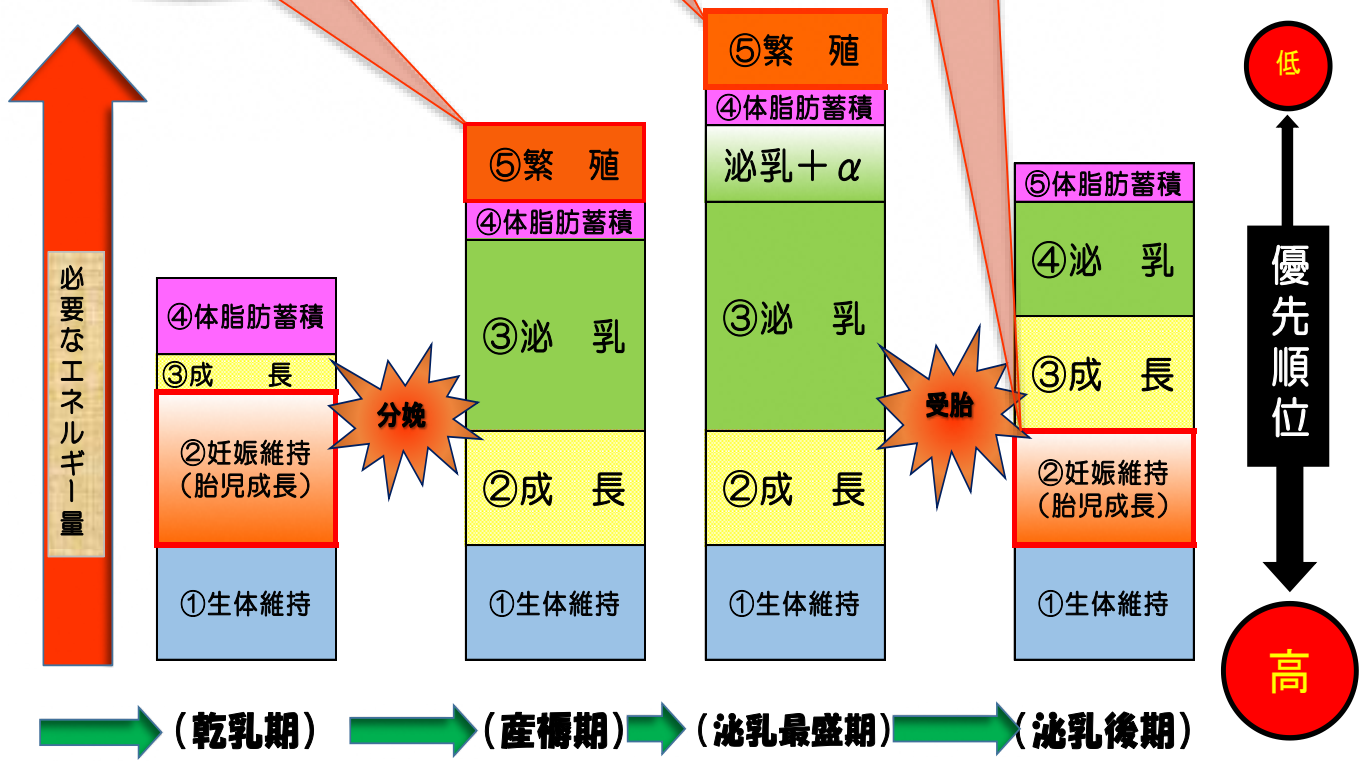 必要なエネルギー量
④体脂肪蓄積
③成　長
②妊娠維持
（胎児成長）
①生体維持
分娩
⑤繁　殖
④体脂肪蓄積
③泌　乳
②成　長
①生体維持
⑤繁　殖
④体脂肪蓄積
泌乳＋α
③泌　乳
②成　長
①生体維持
受胎
⑤体脂肪蓄積
④泌　乳
③成　長
②妊娠維持
（胎児成長）
①生体維持
低
優先順位
高
（乾乳期）
（産褥期）
（泌乳最盛期）
（泌乳後期）